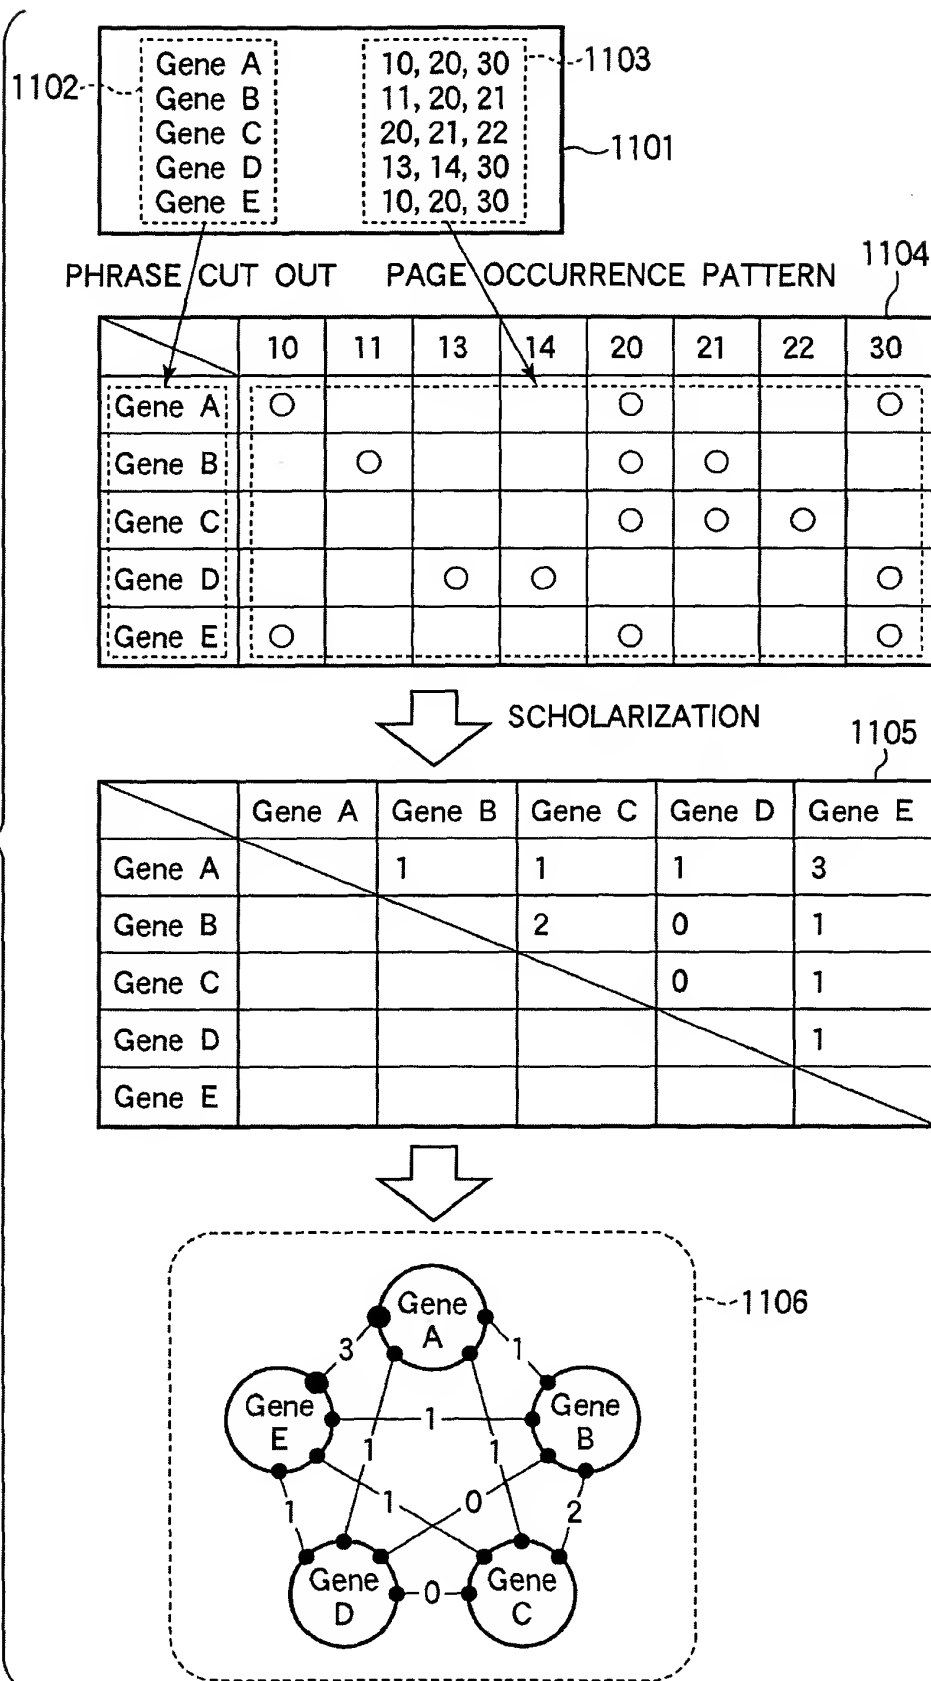 Gene A 10, 20, 30
Gene B 11, 20, 21
Gene C 20, 21, 22
Gene D 13, 14, 30
Gene E 10, 20, 30
1102
1103
1101
PHRASE CUT OUT PAGE OCCURRENCE PATTERN
1104
10 11 13 14 20 21 22 30
Gene A ○ ○ ○
Gene B ○ ○ ○
Gene C ○ ○ ○
Gene D ○ ○ ○
Gene E ○ ○ ○
SCHOLARIZATION
1105
Gene A Gene B Gene C Gene D Gene E
Gene A 1 1 1 3
Gene B 2 0 1
Gene C 0 1
Gene D 1
Gene E
1106
Gene
A
3
1
Gene
E
1
Gene
B
1
1
1
1
0
2
Gene
D
0
Gene
C